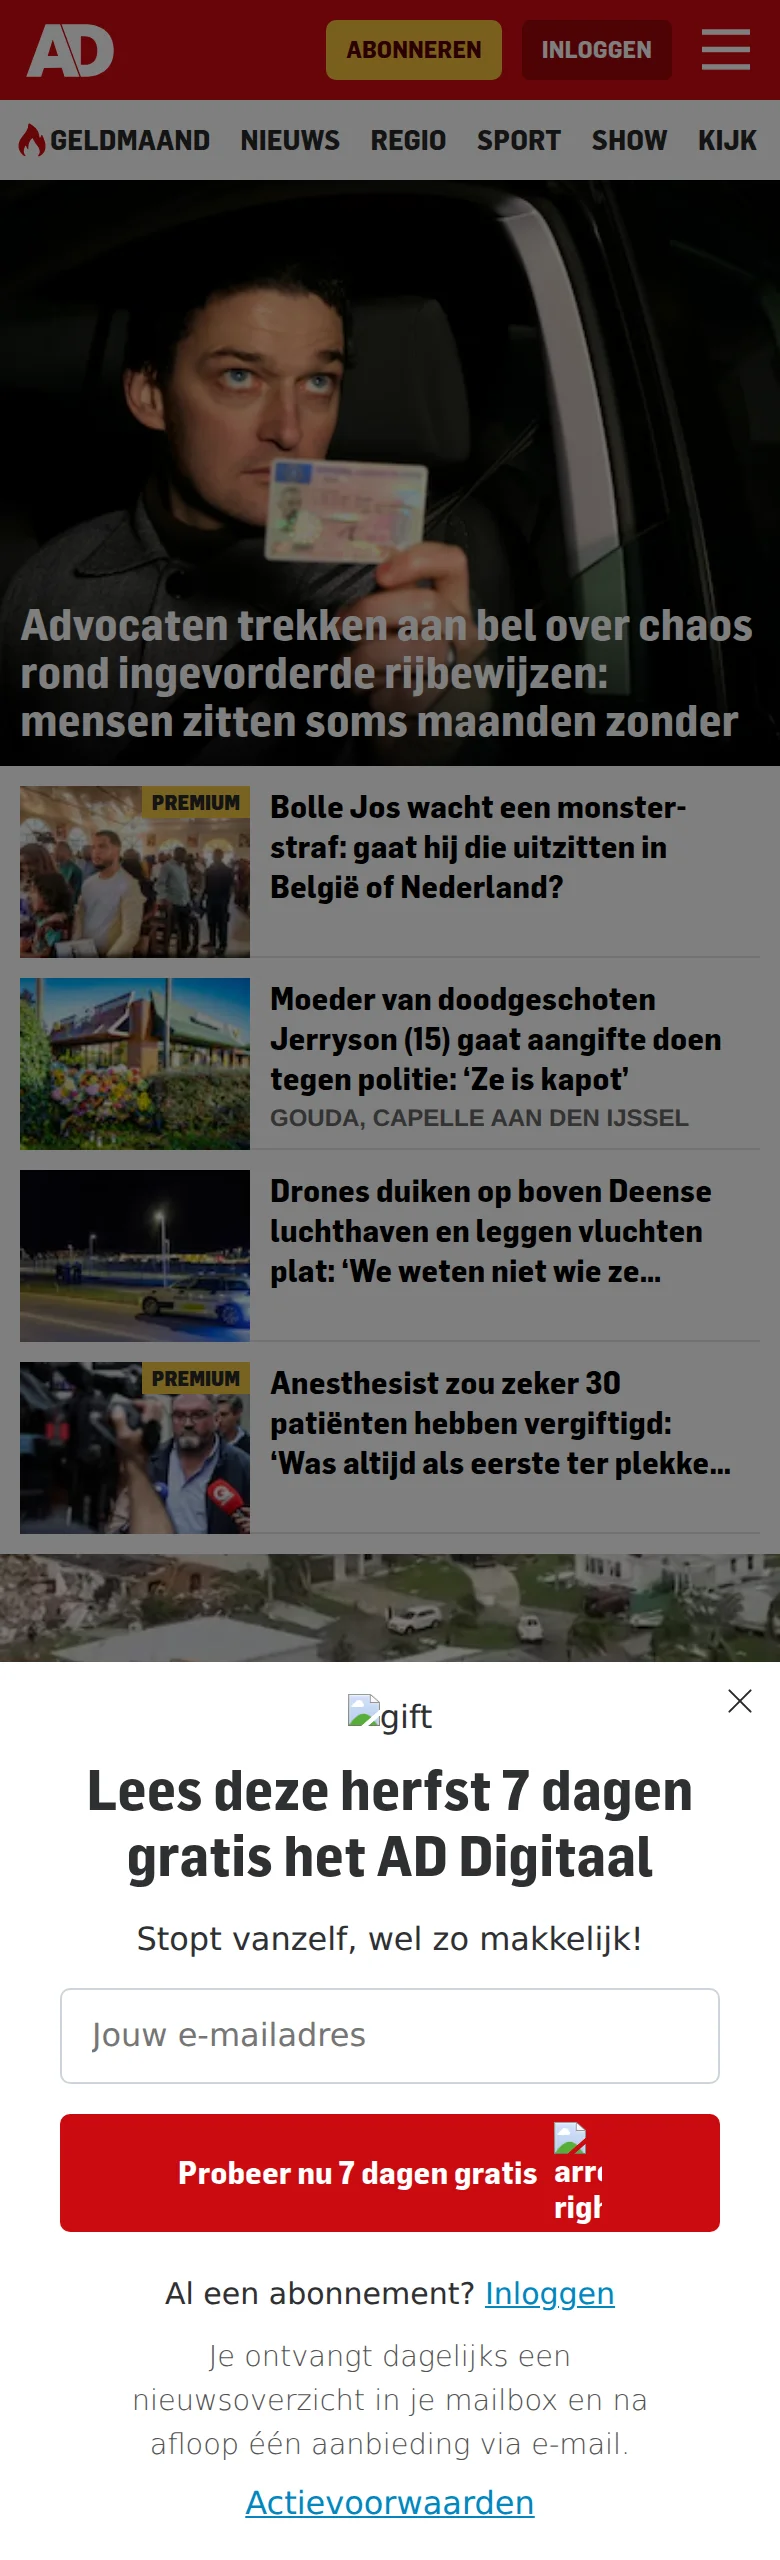 AD
ABONNEREN
INLOGGEN
GELDMAAND NIEUWS REGIO SPORT SHOW KIJK
Advocaten trekken aan bel over chaos
rond ingevorderde rijbewijzen:
mensen zitten soms maanden zonder
PREMIUM
Bolle Jos wacht een monster-
straf: gaat hij die uitzitten in
België of Nederland?
Moeder van doodgeschoten
Jerryson (15) gaat aangifte doen
tegen politie: ‘Ze is kapot’
GOUDA, CAPELLE AAN DEN IJSSEL
Drones duiken op boven Deense
luchthaven en leggen vluchten
plat: ‘We weten niet wie ze...
PREMIUM
Anesthesist zou zeker 30
patiënten hebben vergiftigd:
‘Was altijd als eerste ter plekke...
gift
Lees deze herfst 7 dagen
gratis het AD Digitaal
Stopt vanzelf, wel zo makkelijk!
Jouw e-mailadres
Probeer nu 7 dagen gratis
Al een abonnement? Inloggen
Je ontvangt dagelijks een
nieuwsoverzicht in je mailbox en na
afloop één aanbieding via e-mail.
Actievoorwaarden